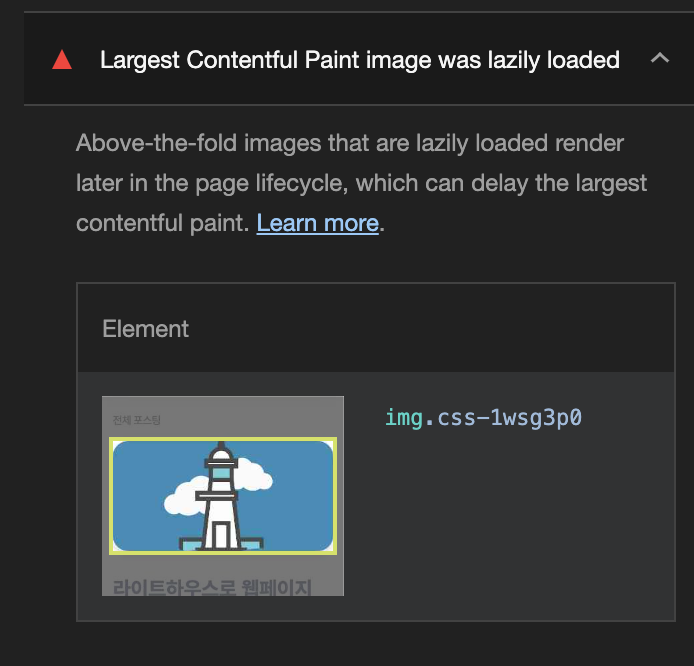 Largest Contentful Paint image was lazily loaded
Above-the-fold images that are lazily loaded render
later in the page lifecycle, which can delay the largest
contentful paint. Learn more.
Element
전체 포스팅
img.css-1wsg3p0
라이트하우스로 웹페이지